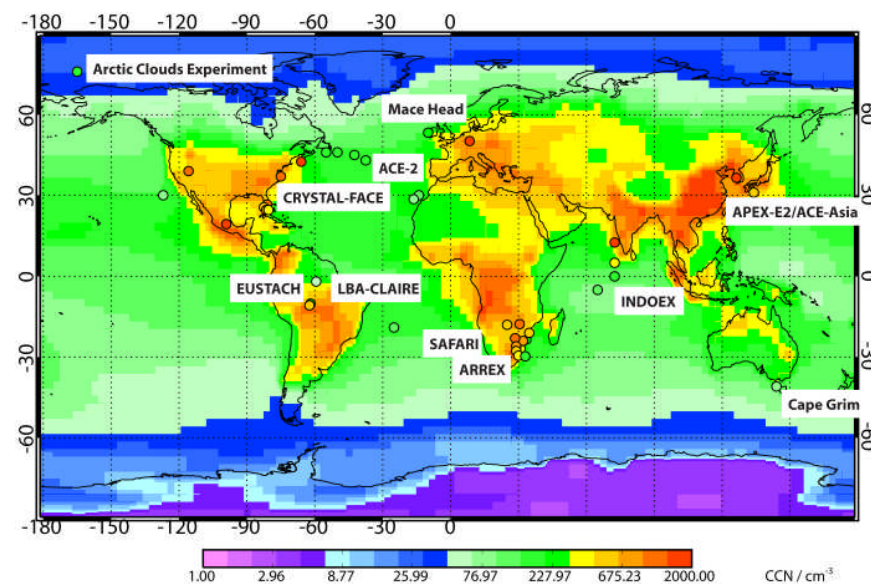 -180 -120 -90 -60 -30 0
Arctic Clouds Experiment
Mace Head
60
ACE-2
30
CRYSTAL-FACE
APEX-E2/ACE-Asia
0
EUSTACH
LBA-CLAIRE
INDOEX
SAFARI
-30
ARREX
Cape Grim
-60
-180 -150 -120 -90 -60 -30 0
1.00 2.96 8.77 25.99 76.97 227.97 675.23 2000.00 CCN / cm-3